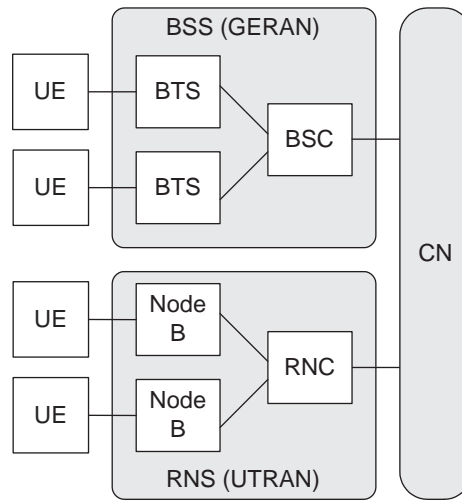 BSS (GERAN)
UE
BTS
BSC
UE
BTS
CN
UE
Node
B
RNC
UE
Node
B
RNS (UTRAN)